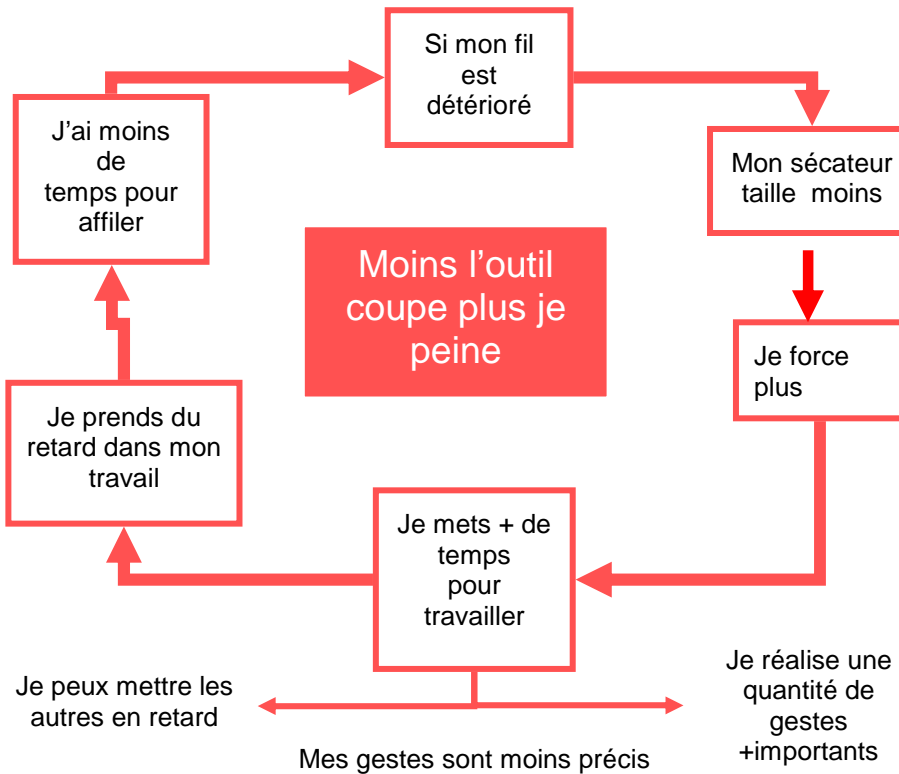 Si mon fil
est
détérioré
Mon sécateur
taille  moins
Je force
plus
Je mets + de
temps
pour
travailler
Je prends du
retard dans mon
travail
J’ai moins
de
temps pour
affiler
Moins l’outil
coupe plus je
peine
Je peux mettre les
autres en retard
Mes gestes sont moins précis
Je réalise une
quantité de
gestes
+importants